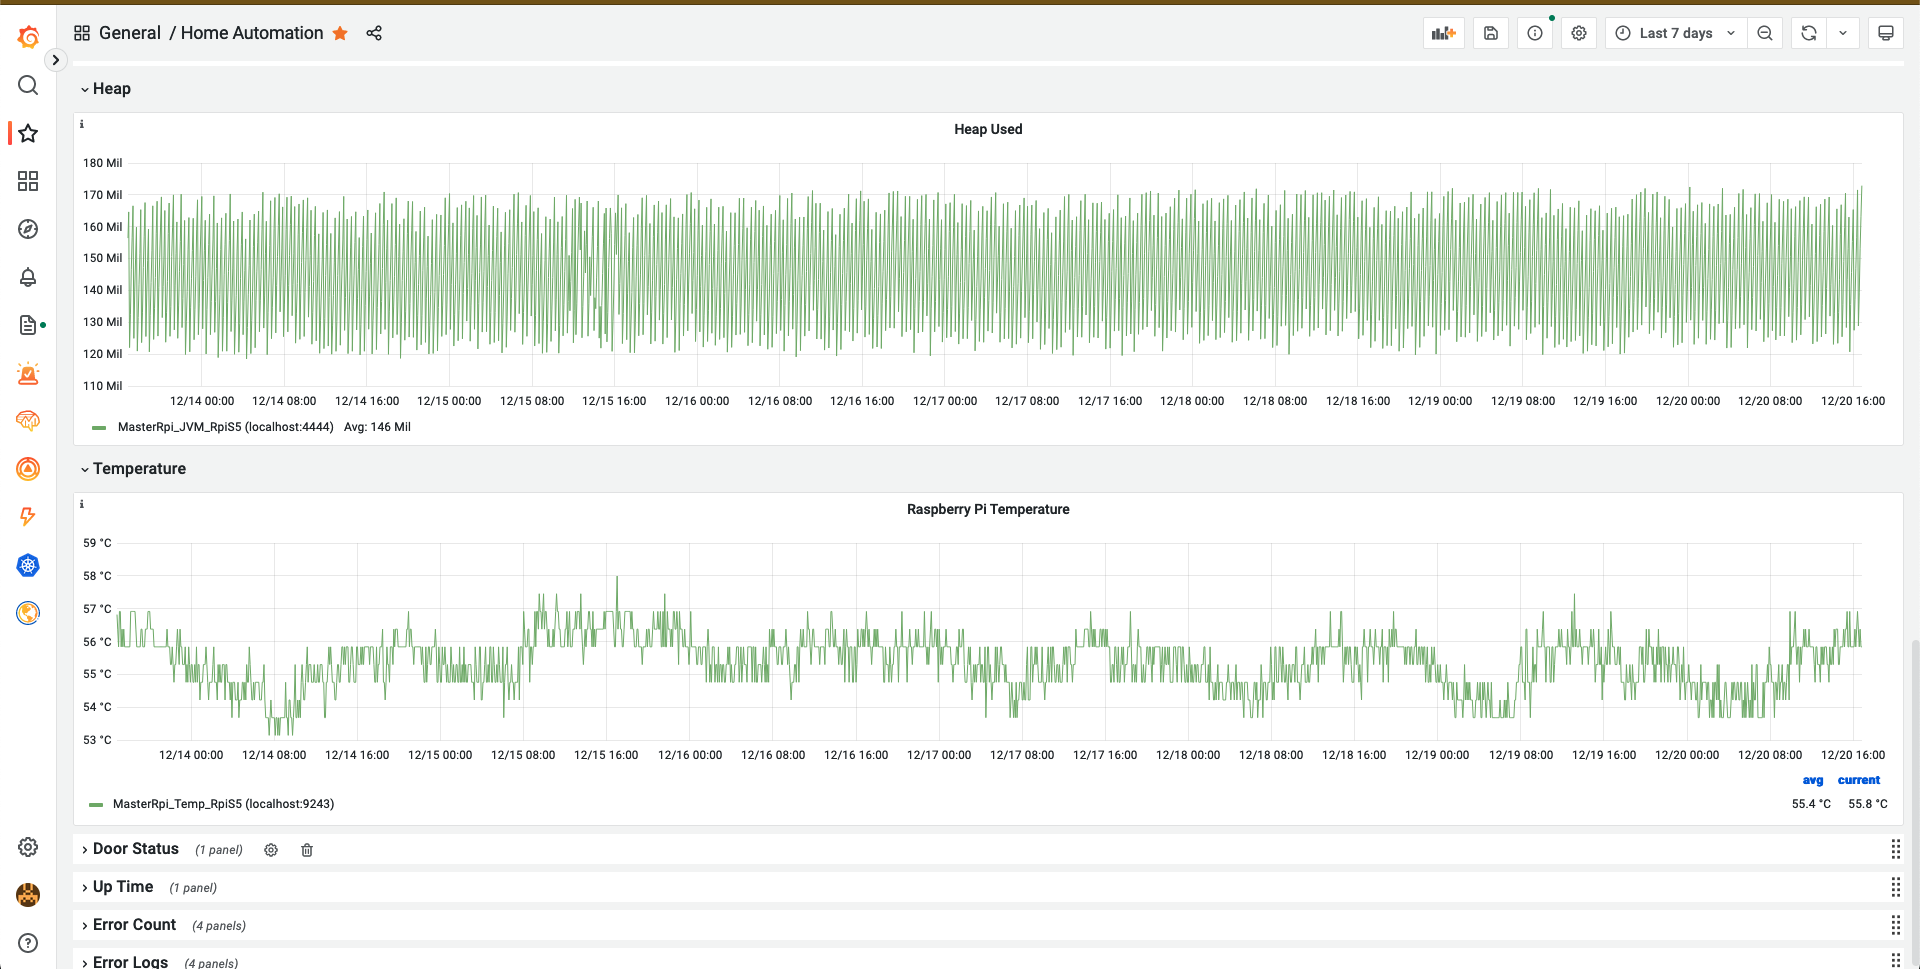 General / Home Automation
Last 7 days
Heap
Heap Used
180 Mil
170 Mil
160 Mil
150 Mil
140 Mil
130 Mil
120 Mil
110 Mil
12/14 00:00 12/14 08:00 12/14 16:00 12/15 00:00 12/15 08:00 12/15 16:00 12/16 00:00 12/16 08:00 12/16 16:00 12/17 00:00 12/17 08:00 12/17 16:00 12/18 00:00 12/18 08:00 12/18 16:00 12/19 00:00 12/19 08:00 12/19 16:00 12/20 00:00 12/20 08:00 12/20 16:00
MasterRpi_JVM_RpiS5 (localhost:4444) Avg: 146 Mil
Temperature
Raspberry Pi Temperature
59 °C
58 °C
57 °C
56 °C
55 °C
54 °C
53 °C
12/14 00:00 12/14 08:00 12/14 16:00 12/15 00:00 12/15 08:00 12/15 16:00 12/16 00:00 12/16 08:00 12/16 16:00 12/17 00:00 12/17 08:00 12/17 16:00 12/18 00:00 12/18 08:00 12/18 16:00 12/19 00:00 12/19 08:00 12/19 16:00 12/20 00:00 12/20 08:00 12/20 16:00
avg current
MasterRpi_Temp_RpiS5 (localhost:9243) 55.4 °C 55.8 °C
Door Status (1 panel)
Up Time (1 panel)
Error Count (4 panels)
Error Logs (4 panels)